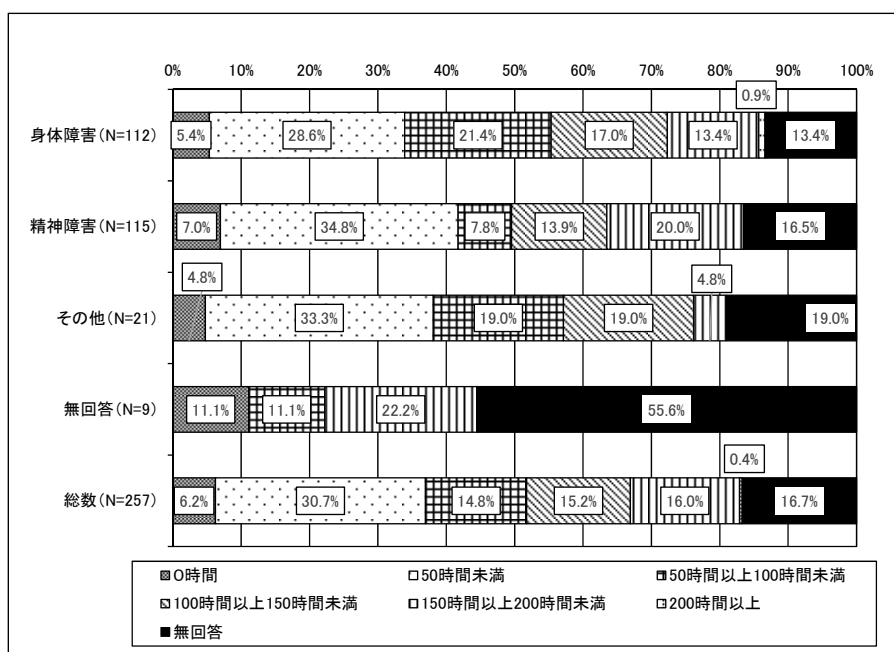 0% 10% 20% 30% 40% 50% 60% 70% 80% 90% 100%
0.9%
身体障害(N=112) 5.4% 28.6% 21.4% 17.0% 13.4% 13.4%
精神障害(N=115) 7.0% 34.8% 7.8% 13.9% 20.0% 16.5%
4.8% 4.8%
その他(N=21) 33.3% 19.0% 19.0% 19.0%
無回答(N=9) 11.1% 11.1% 22.2% 55.6%
0.4%
総数(N=257) 6.2% 30.7% 14.8% 15.2% 16.0% 16.7%
0時間 50時間未満 50時間以上100時間未満
100時間以上150時間未満 150時間以上200時間未満 200時間以上
無回答